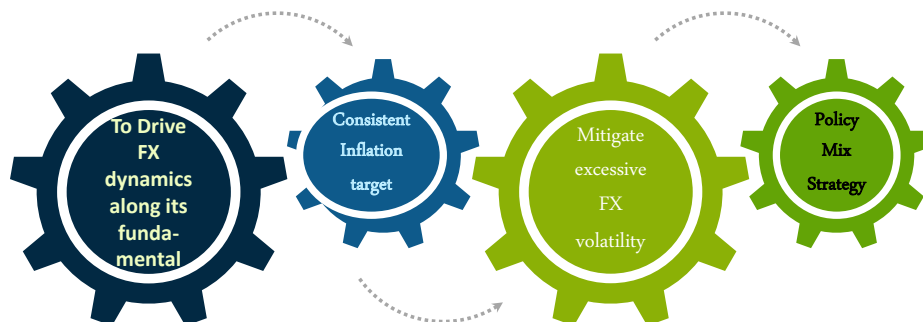 To Drive
FX
dynamics
along its
funda-
mental
Consistent
Inflation
target
Mitigate
excessive
FX
volatility
Policy
Mix
Strategy